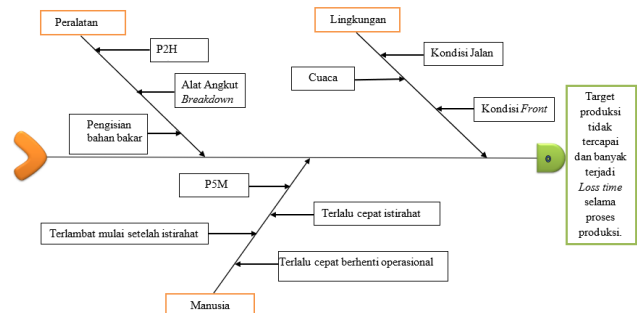 Peralatan
Lingkungan
P2H
Kondisi Jalan
Cuaca
Alat Angkut
Breakdown
Kondisi Front
Pengisian
bahan bakar
Target
produksi
tidak
tercapai
dan banyak
terjadi
Loss time
selama
proses
produksi.
P5M
Terlalu cepat istirahat
Terlambat mulai setelah istirahat
Terlalu cepat berhenti operasional
Manusia